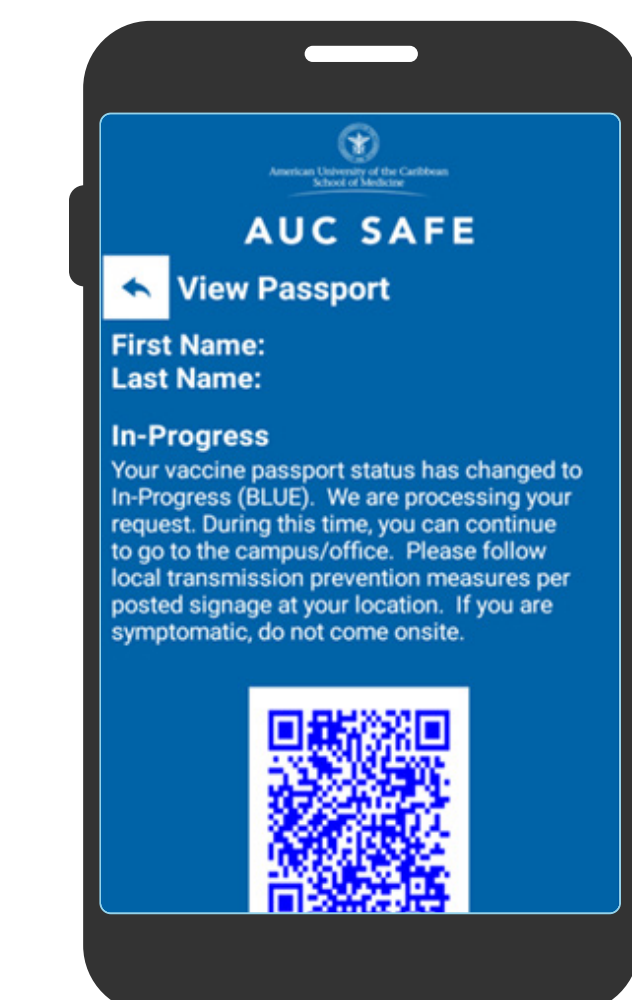 American University of the Caribbean
School of Medicine
AUC SAFE
View Passport
First Name:
Last Name:
In-Progress
Your vaccine passport status has changed to
In-Progress (BLUE).  We are processing your
request. During this time, you can continue
to go to the campus/office.  Please follow
local transmission prevention measures per
posted signage at your location.  If you are
symptomatic, do not come onsite.